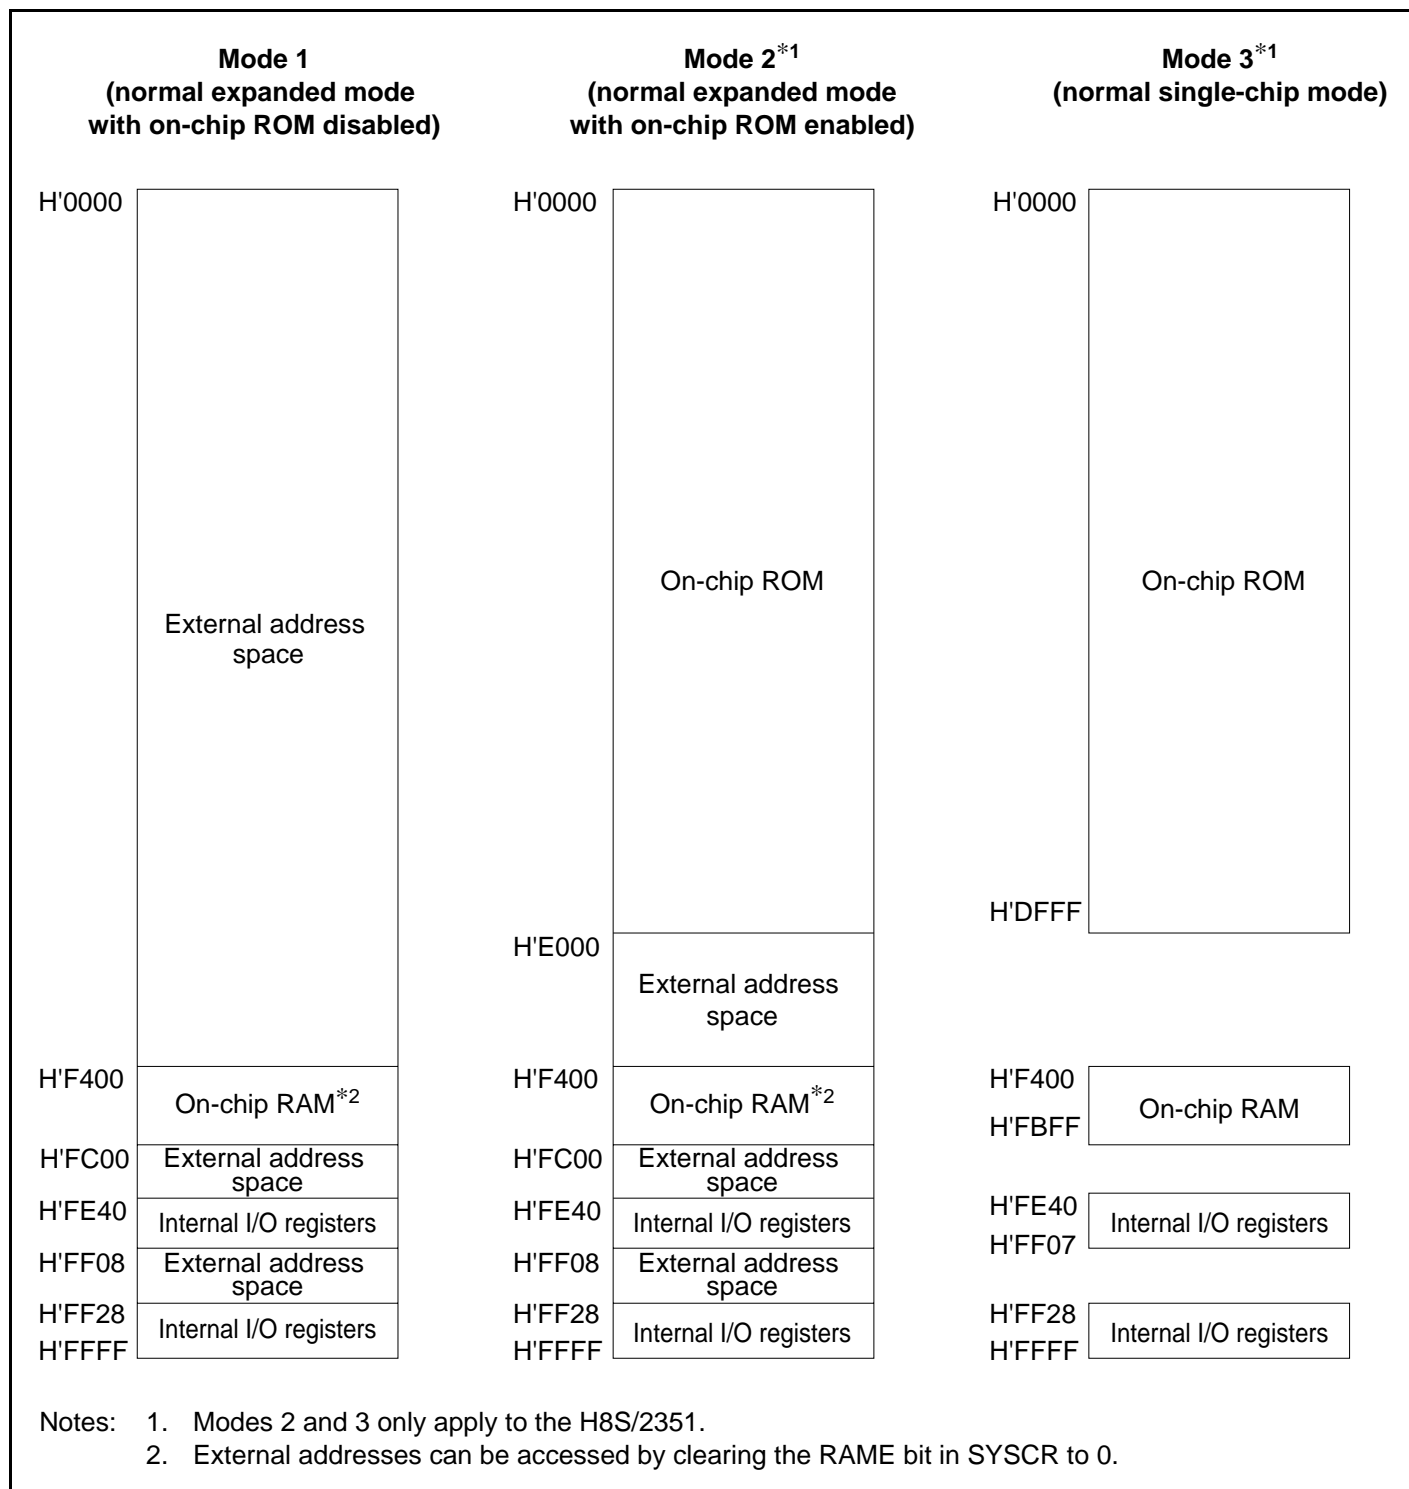 Mode 1
(normal expanded mode
with on-chip ROM disabled)
H'0000
External address
space
H'F400
On-chip RAM*2
H'FC00
External address
space
H'FE40
Internal I/O registers
H'FF08
External address
space
H'FF28
Internal I/O registers
H'FFFF
Mode 2*1
(normal expanded mode
with on-chip ROM enabled)
H'0000
On-chip ROM
H'E000
External address
space
H'F400
On-chip RAM*2
H'FC00
External address
space
H'FE40
Internal I/O registers
H'FF08
External address
space
H'FF28
Internal I/O registers
H'FFFF
Mode 3*1
(normal single-chip mode)
H'0000
On-chip ROM
H'DFFF
H'F400
On-chip RAM
H'FBFF
H'FE40
Internal I/O registers
H'FF07
H'FF28
Internal I/O registers
H'FFFF
Notes: 1. Modes 2 and 3 only apply to the H8S/2351.
2. External addresses can be accessed by clearing the RAME bit in SYSCR to 0.